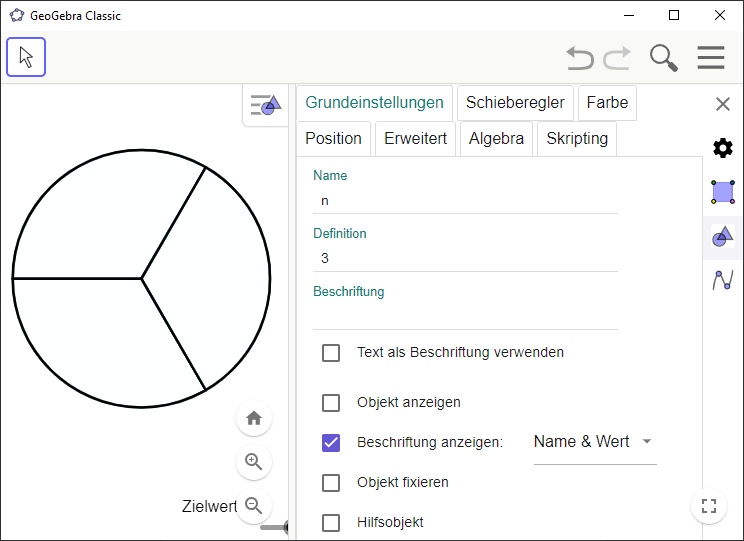 GeoGebra Classic
Grundeinstellungen Schieberegler Farbe
Position Erweitert Algebra Skripting
Name
n
Definition
3
Beschriftung
Text als Beschriftung verwenden
Objekt anzeigen
Beschriftung anzeigen: Name & Wert
Objekt fixieren
Hilfsobjekt
Zielwert